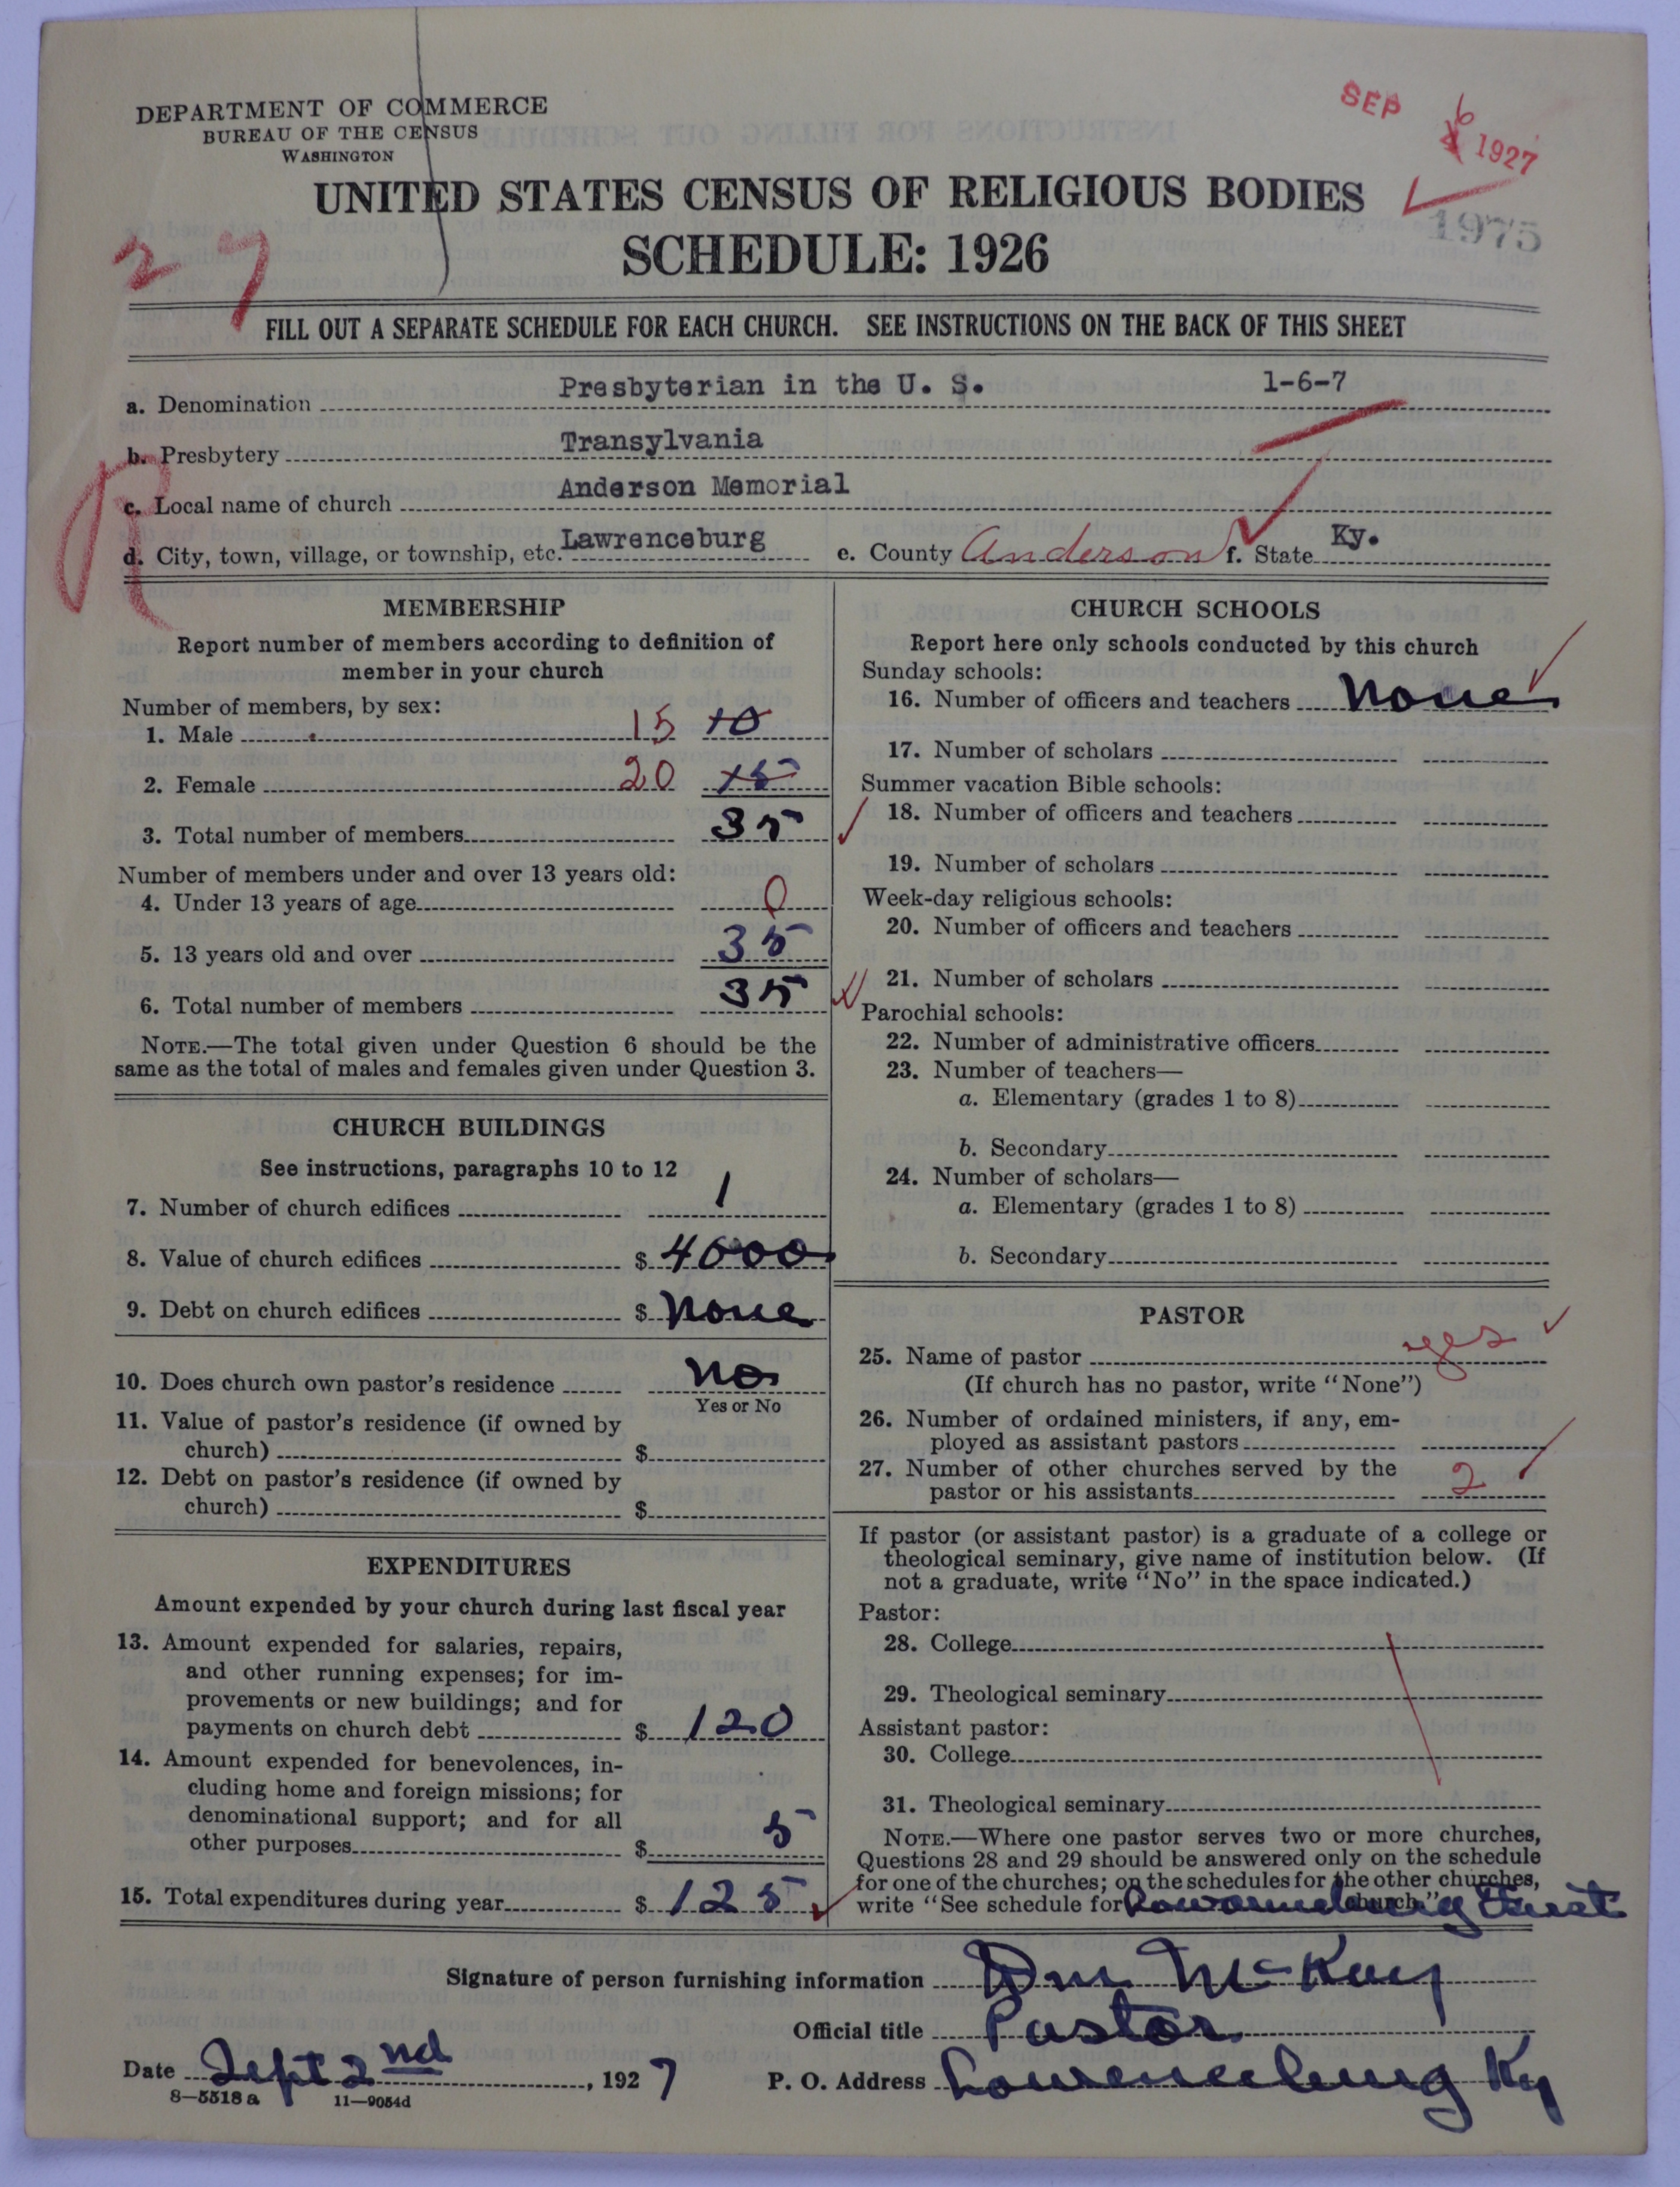 DEPARTMENT OF COMMERCE
BUREAU OF THE CENSUS
WASHINGTON
SEP 6 1927
UNITED STATES CENSUS OF RELIGIOUS BODIES
SCHEDULE: 1926
1975
27
FILL OUT A SEPARATE SCHEDULE FOR EACH CHURCH. SEE INSTRUCTIONS ON THE BACK OF THIS SHEET
a. Denomination Presbyterian in the U. S. 1-6-7
b. Presbytery Transylvania
c. Local name of church Anderson Memorial
R
d. City, town, village, or township, etc. Lawrenceburg e. County Anderson f. State Ky.
MEMBERSHIP
Report number of members according to definition of
member in your church
Number of members, by sex:
1. Male 15 10
2. Female 20 15
3. Total number of members 35
Number of members under and over 13 years old:
4. Under 13 years of age 0
5. 13 years old and over 35
6. Total number of members 35
NOTE.—The total given under Question 6 should be the
same as the total of males and females given under Question 3.
CHURCH BUILDINGS
See instructions, paragraphs 10 to 12
7. Number of church edifices 1
8. Value of church edifices $ 4000
9. Debt on church edifices $ None
10. Does church own pastor's residence No
Yes or No
11. Value of pastor's residence (if owned by
church) $
12. Debt on pastor's residence (if owned by
church) $
EXPENDITURES
Amount expended by your church during last fiscal year
13. Amount expended for salaries, repairs,
and other running expenses; for im-
provements or new buildings; and for
payments on church debt $ 120
14. Amount expended for benevolences, in-
cluding home and foreign missions; for
denominational support; and for all
other purposes $ 5
15. Total expenditures during year $ 125
CHURCH SCHOOLS
Report here only schools conducted by this church
Sunday schools:
16. Number of officers and teachers None
17. Number of scholars
Summer vacation Bible schools:
18. Number of officers and teachers
19. Number of scholars
Week-day religious schools:
20. Number of officers and teachers
21. Number of scholars
Parochial schools:
22. Number of administrative officers
23. Number of teachers—
a. Elementary (grades 1 to 8)
b. Secondary
24. Number of scholars—
a. Elementary (grades 1 to 8)
b. Secondary
PASTOR
25. Name of pastor yes
(If church has no pastor, write "None")
26. Number of ordained ministers, if any, em-
ployed as assistant pastors
27. Number of other churches served by the
pastor or his assistants 2
If pastor (or assistant pastor) is a graduate of a college or
theological seminary, give name of institution below. (If
not a graduate, write "No" in the space indicated.)
Pastor:
28. College
29. Theological seminary
Assistant pastor:
30. College
31. Theological seminary
NOTE.—Where one pastor serves two or more churches,
Questions 28 and 29 should be answered only on the schedule
for one of the churches; on the schedules for the other churches,
write "See schedule for church."
Signature of person furnishing information Wm McKay
Official title Pastor
Date Sept 2nd, 1927 P. O. Address Lawrenceburg Ky
8-5518a 11-9054d